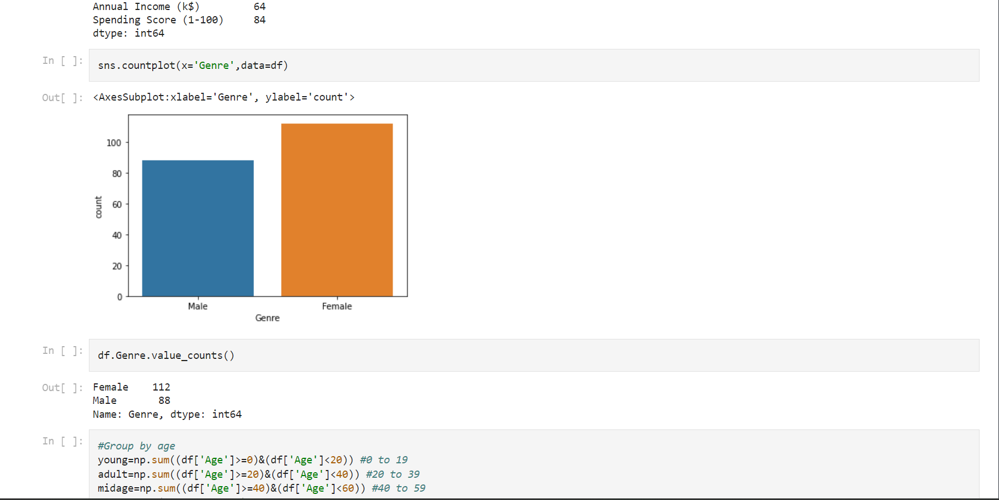 Annual Income (k$)         64
Spending Score (1-100)     84
dtype: int64
In [ ]:
sns.countplot(x='Genre',data=df)
Out[ ]:
<AxesSubplot:xlabel='Genre', ylabel='count'>
100
80
60
40
20
0
count
Male
Female
Genre
In [ ]:
df.Genre.value_counts()
Out[ ]:
Female    112
Male       88
Name: Genre, dtype: int64
In [ ]:
#Group by age
young=np.sum((df['Age']>=0)&(df['Age']<20)) #0 to 19
adult=np.sum((df['Age']>=20)&(df['Age']<40)) #20 to 39
midage=np.sum((df['Age']>=40)&(df['Age']<60)) #40 to 59